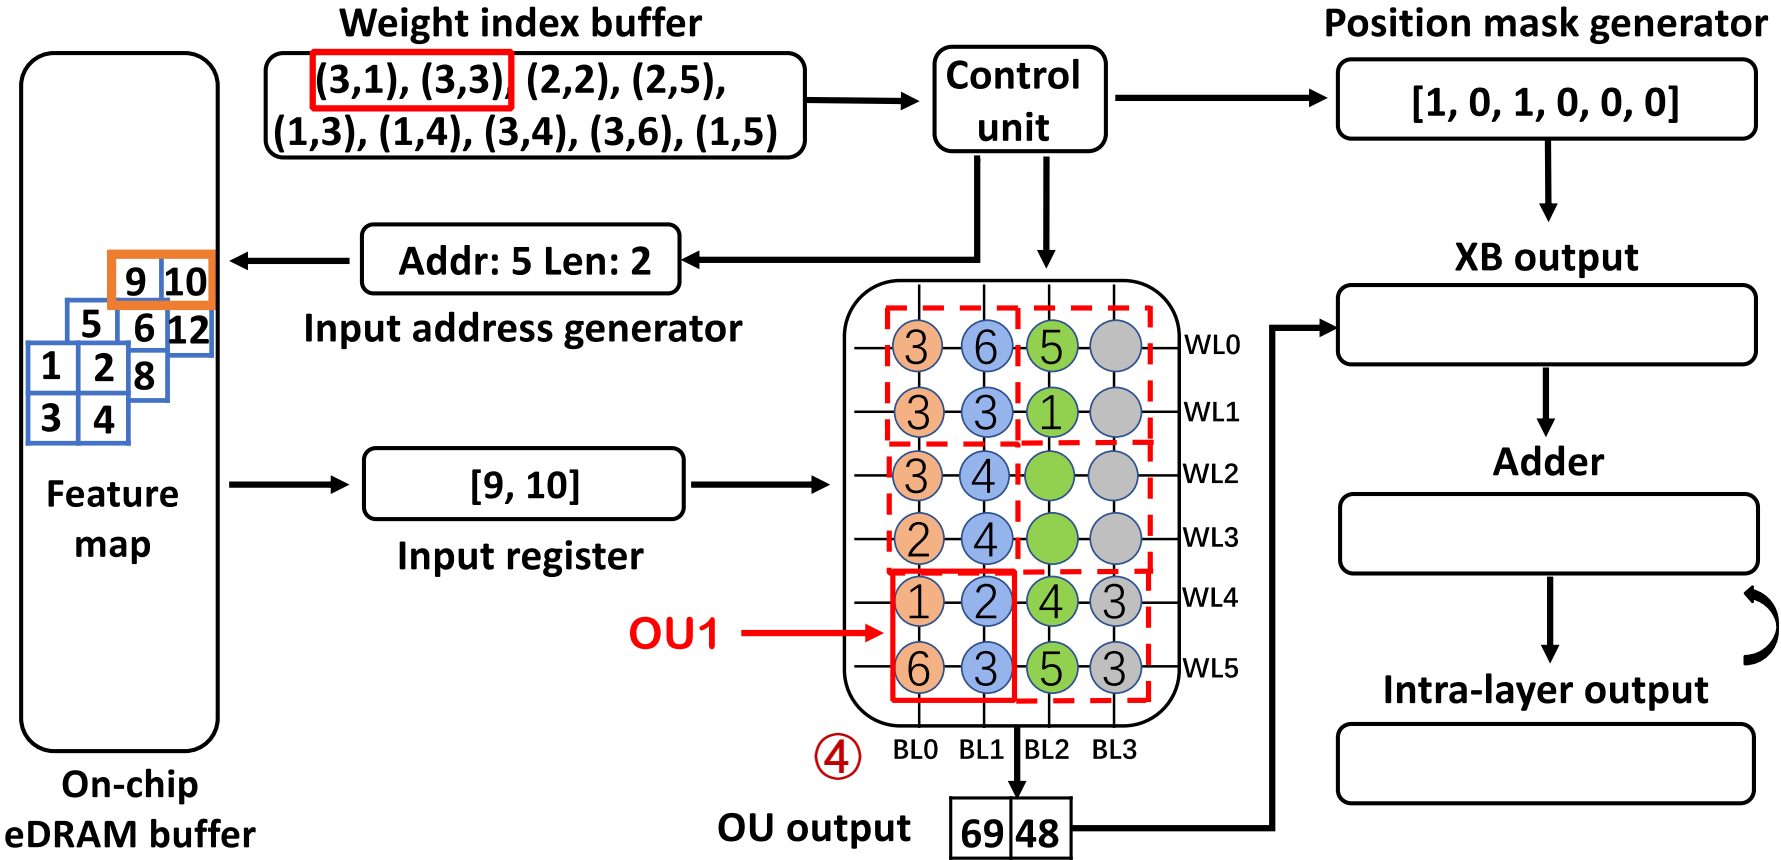 Weight index buffer
(3,1), (3,3), (2,2), (2,5),
(1,3), (1,4), (3,4), (3,6), (1,5)
Control
unit
Position mask generator
[1, 0, 1, 0, 0, 0]
Addr: 5 Len: 2
Input address generator
9 10
5 6 12
1 2 8
3 4
Feature
map
On-chip
eDRAM buffer
[9, 10]
Input register
3 6 5 WL0
3 3 1 WL1
3 4 WL2
2 4 WL3
1 2 4 3 WL4
6 3 5 3 WL5
OU1
④ BL0 BL1 BL2 BL3
OU output 69 48
XB output
Adder
Intra-layer output